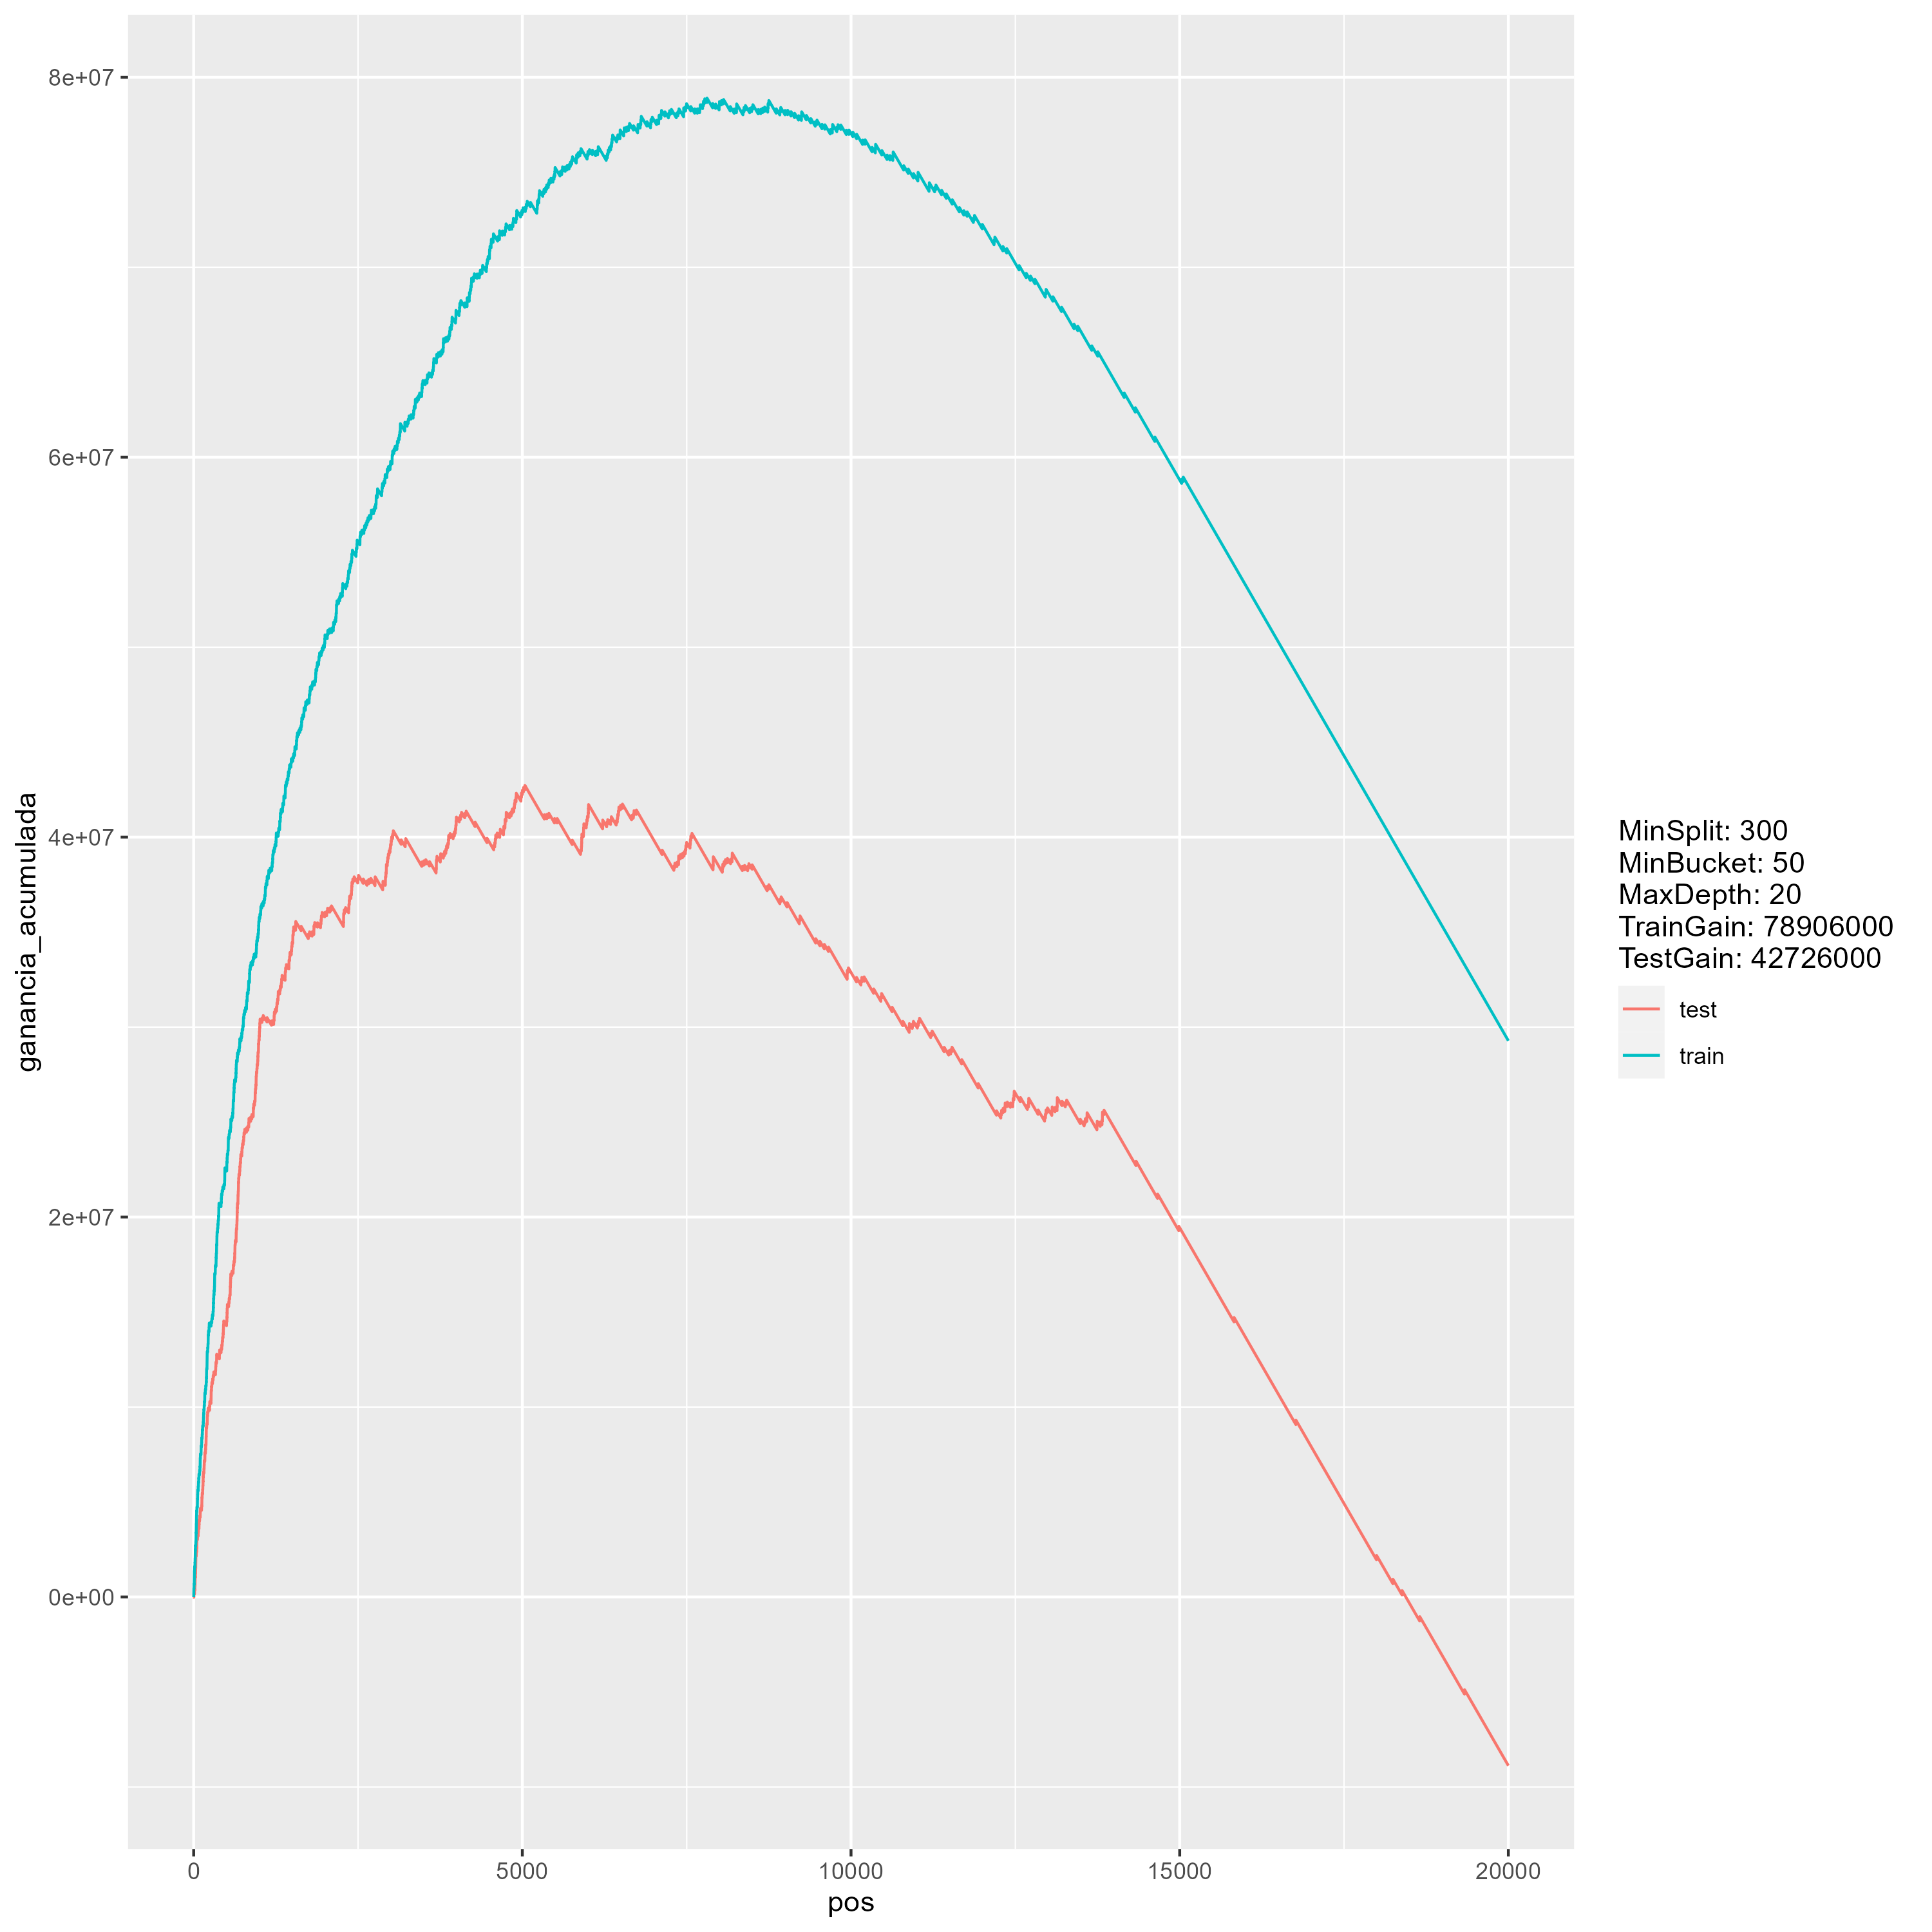 8e+07
6e+07
4e+07
2e+07
0e+00
ganancia_acumulada
0
5000
10000
15000
20000
pos
MinSplit: 300
MinBucket: 50
MaxDepth: 20
TrainGain: 78906000
TestGain: 42726000
test
train